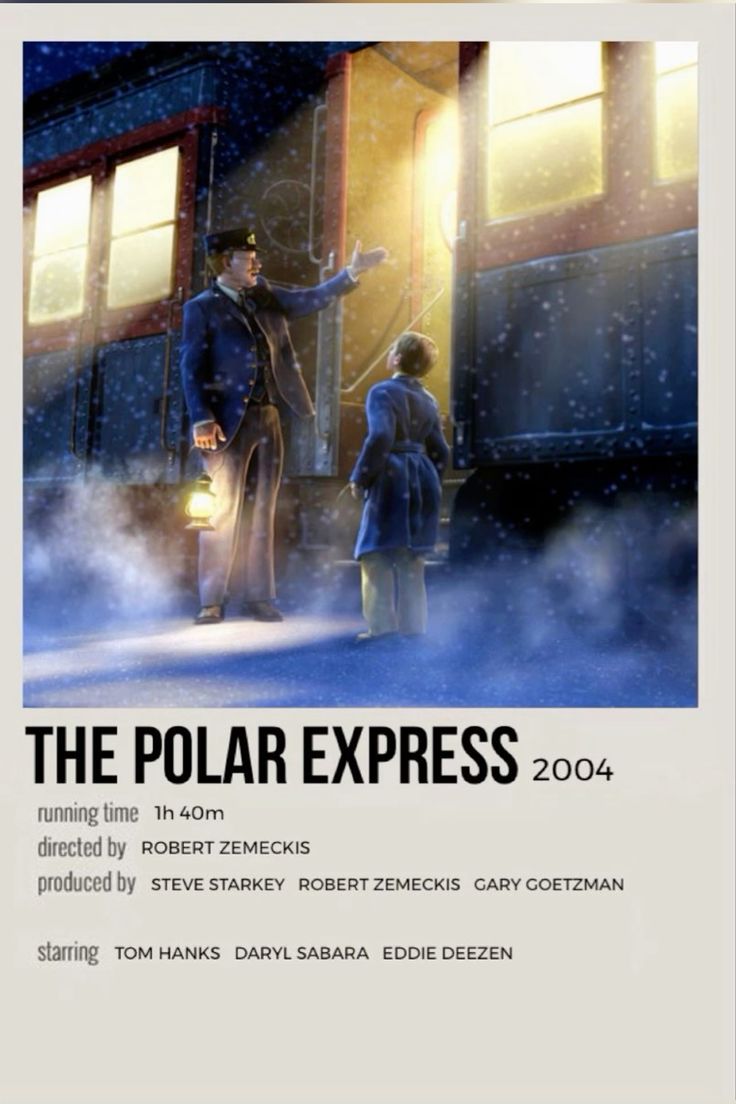 THE POLAR EXPRESS 2004
running time 1h 40m
directed by ROBERT ZEMECKIS
produced by STEVE STARKEY ROBERT ZEMECKIS GARY GOETZMAN
starring TOM HANKS DARYL SABARA EDDIE DEEZEN